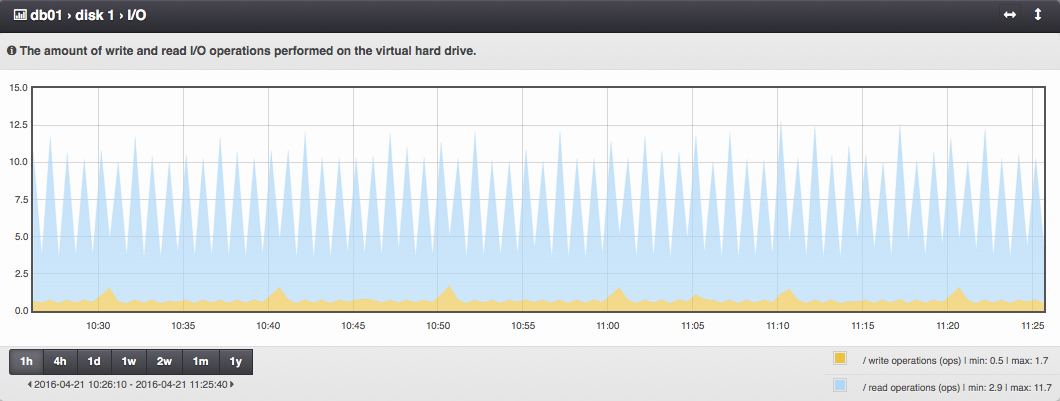 db01 › disk 1 › I/O
The amount of write and read I/O operations performed on the virtual hard drive.
15.0
12.5
10.0
7.5
5.0
2.5
0.0
10:30 10:35 10:40 10:45 10:50 10:55 11:00 11:05 11:10 11:15 11:20 11:25
1h 4h 1d 1w 2w 1m 1y
2016-04-21 10:26:10 - 2016-04-21 11:25:40
/ write operations (ops) | min: 0.5 | max: 1.7
/ read operations (ops) | min: 2.9 | max: 11.7